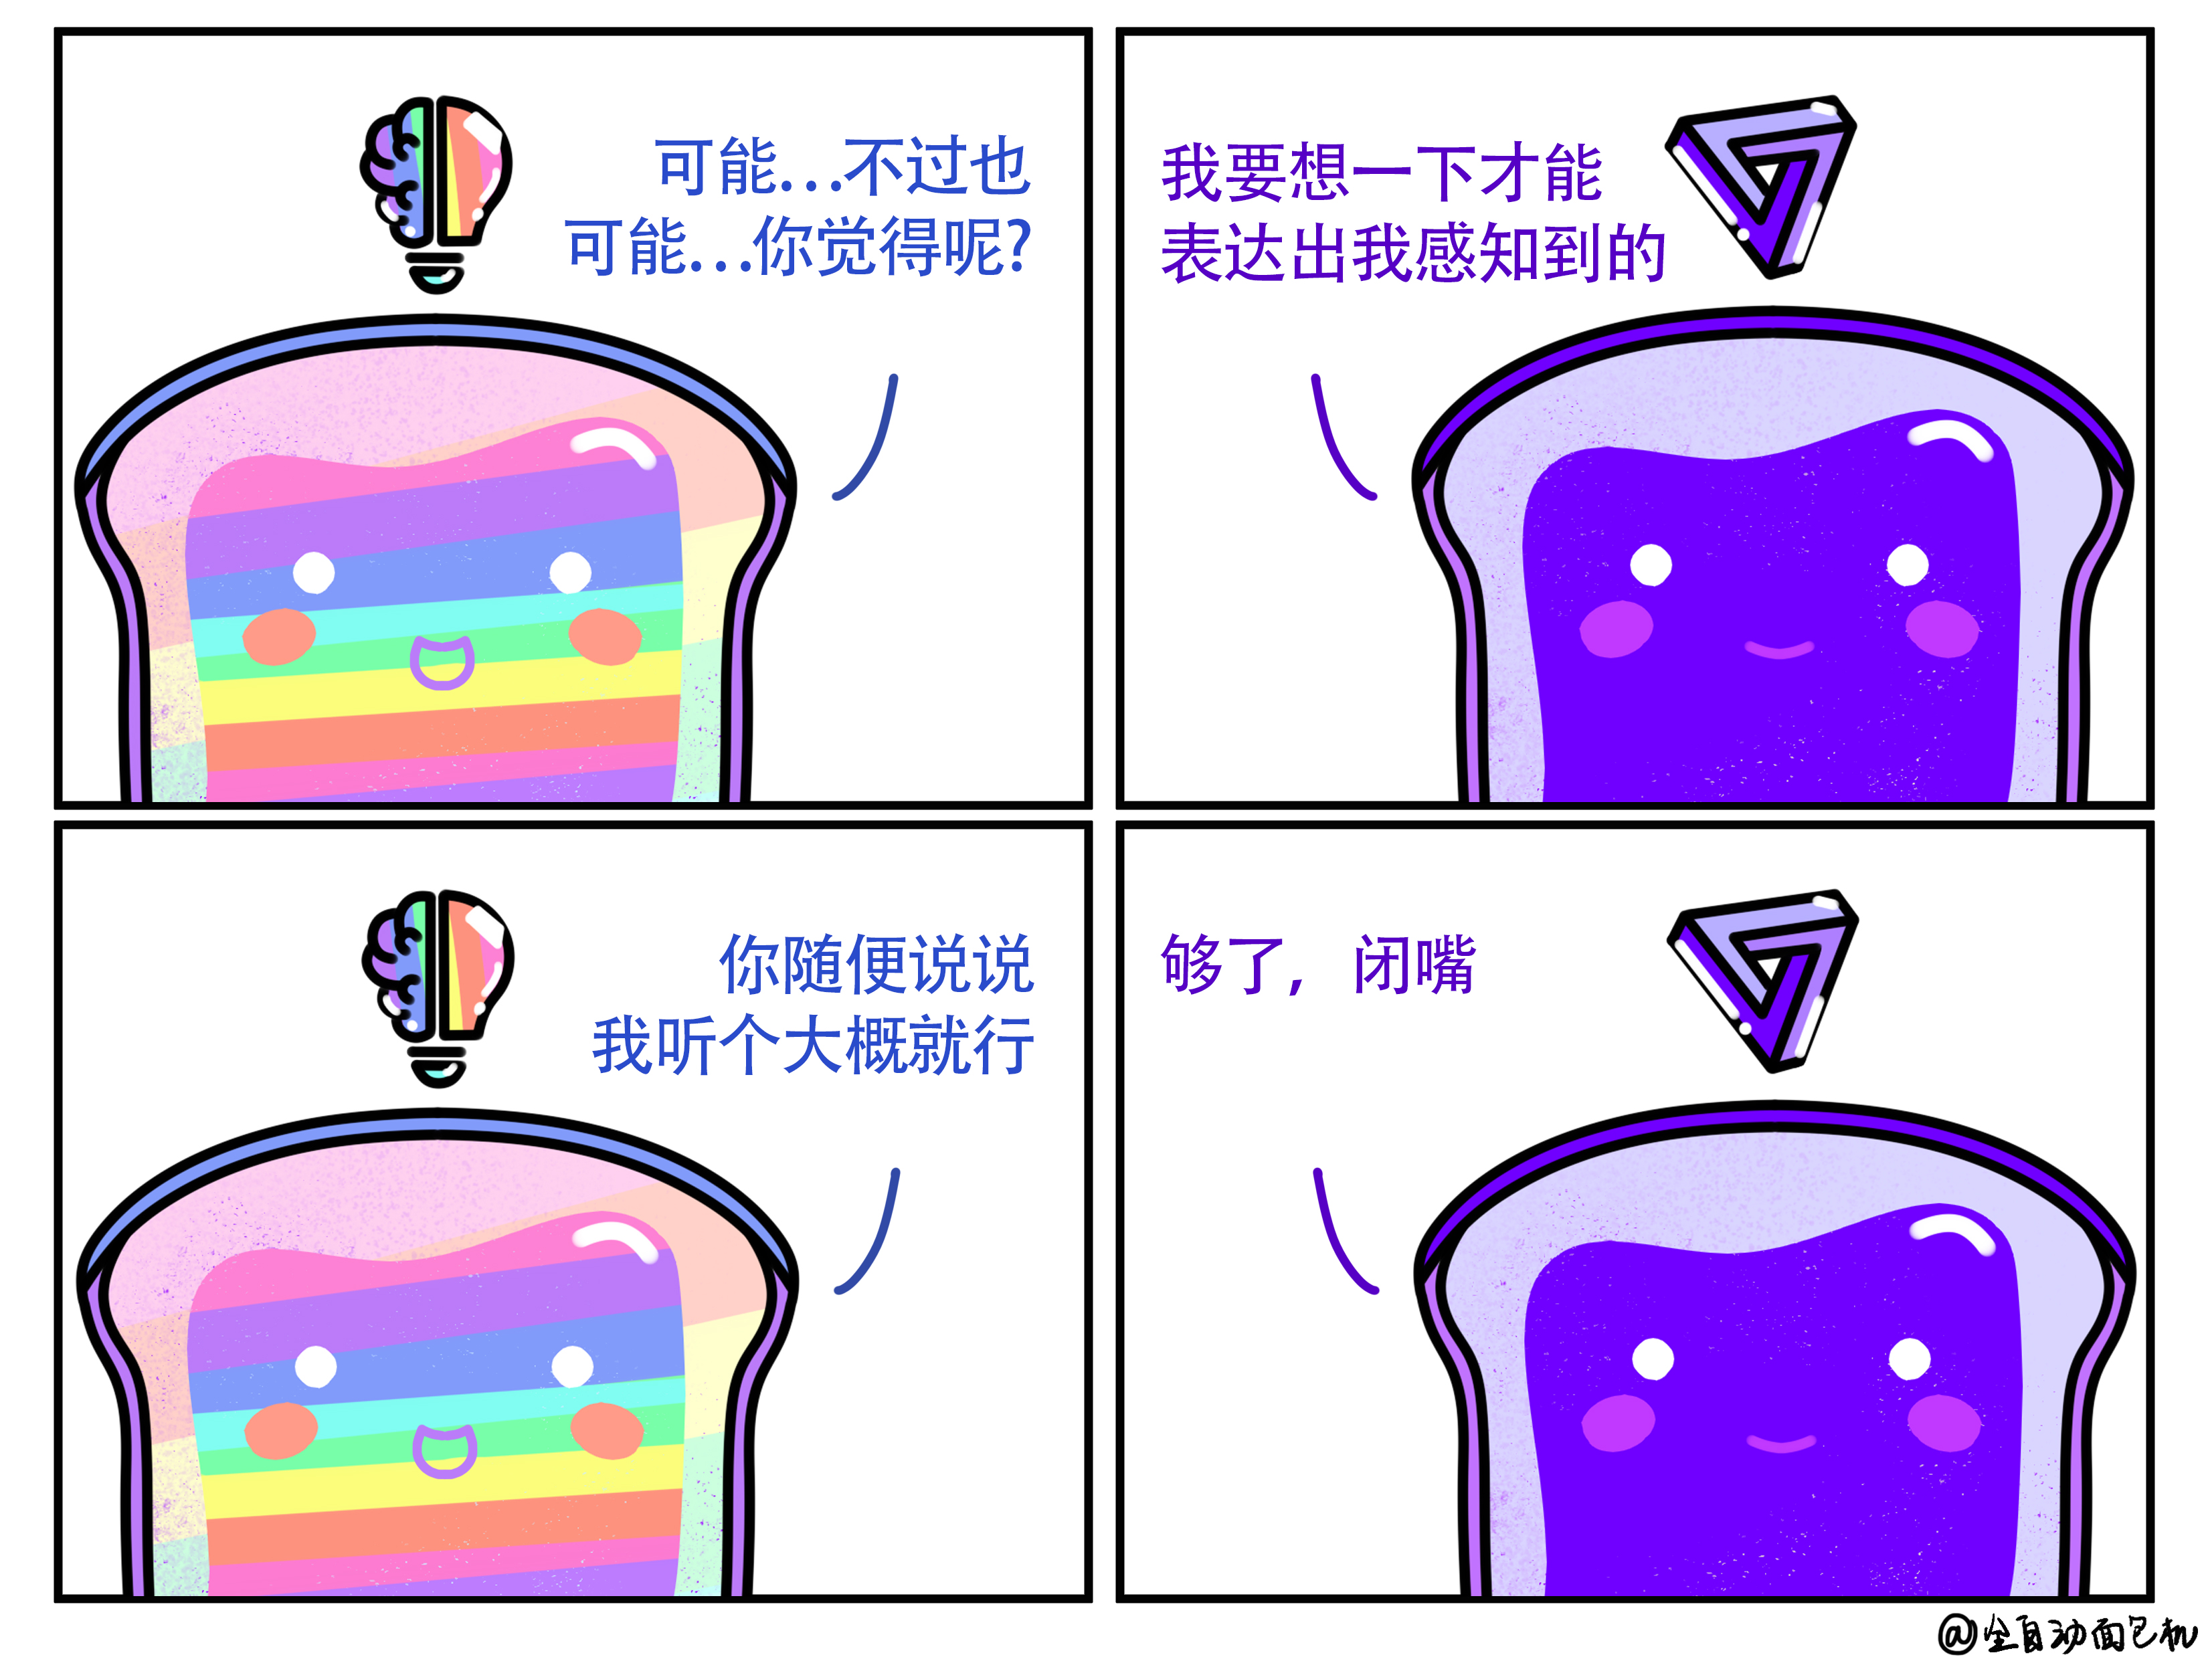 可能…不过也
可能…你觉得呢?
我要想一下才能
表达出我感知到的
你随便说说
我听个大概就行
够了, 闭嘴
@全自动面包机